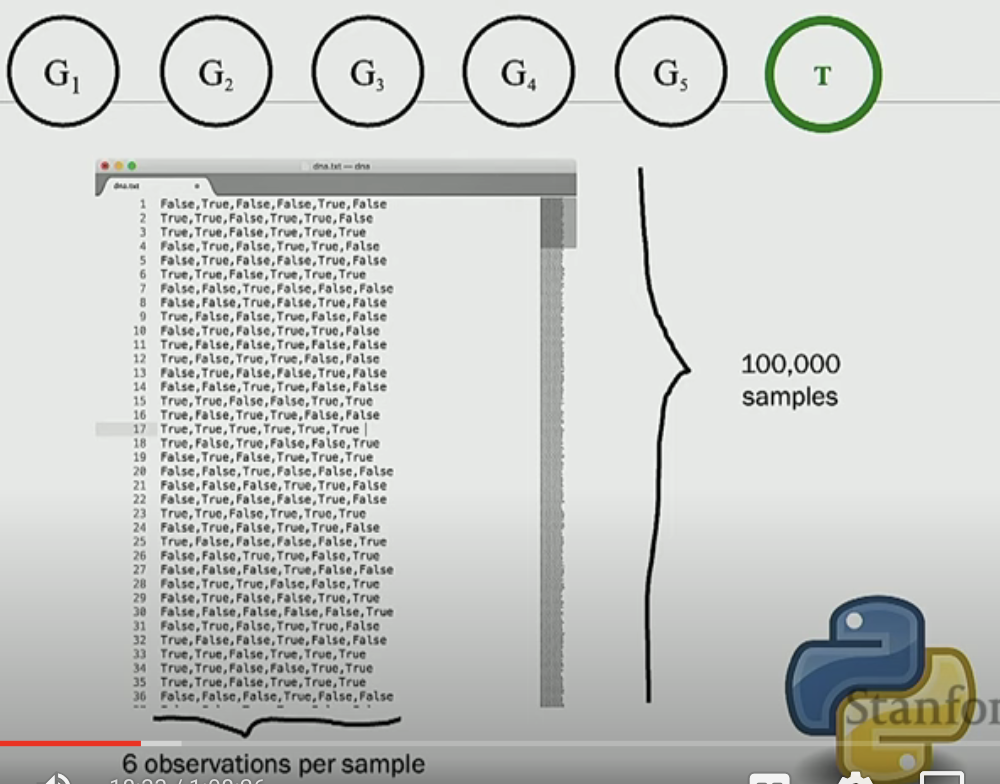 G1 G2 G3 G4 G5 T
dna.txt — dna
dna.txt
1 False,True,False,False,True,False
2 True,True,False,True,True,False
3 True,True,False,True,True,True
4 False,True,False,True,True,False
5 False,True,False,False,True,False
6 True,True,False,True,True,True
7 False,False,True,False,False,False
8 False,False,True,False,True,False
9 True,False,True,False,False,False
10 False,True,False,True,True,False
11 True,False,False,True,False,False
12 True,False,True,True,False,False
13 False,True,False,True,False,False
14 False,False,True,True,False,False
15 True,True,False,False,True,True
16 True,False,True,True,False,False
17 True,True,True,True,True,True
18 True,False,True,False,False,True
19 False,True,False,True,True,True
20 False,False,True,False,False,False
21 False,False,True,True,False,False
22 False,True,False,False,True,False
23 True,True,False,True,True,True
24 False,True,False,True,True,False
25 True,False,False,False,False,True
26 False,False,True,True,False,True
27 False,False,False,True,False,False
28 False,True,True,False,False,True
29 False,True,True,False,False,True
30 False,False,False,False,False,True
31 False,True,False,True,True,False
32 True,False,False,True,False,False
33 True,True,False,True,True,True
34 True,True,False,False,True,True
35 True,True,False,True,True,True
36 False,False,False,True,False,False
100,000
samples
6 observations per sample